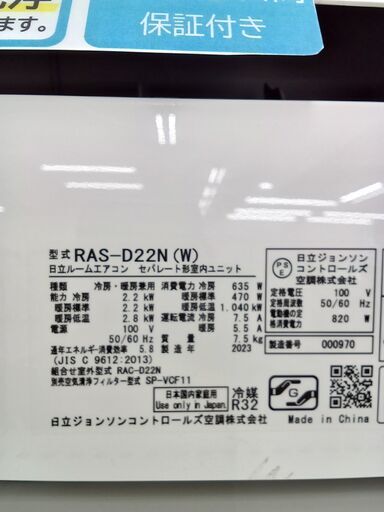 ます。
保証付き
型式 RAS-D22N(W)
日立ルームエアコン セパレート形室内ユニット
種類 冷房・暖房兼用 消費電力 冷房 635 W
能力 冷房 2.2 kW 暖房標準 470 W
暖房標準 2.2 kW 暖房低温 1.040 kW
暖房低温 2.8 kW 運転電流 冷房 7.5 A
電源 100 V 暖房 5.5 A
50/60 Hz 質量 7.5 kg
通年エネルギー消費効率 5.8 製造年 2023
(JIS C 9612:2013)
組合せ室外型式 RAC-D22N
別売空気清浄フィルター型式 SP-VCF11
P S E
日立ジョンソン
コントロールズ
空調株式会社
定格電圧 100 V
定格周波数 50/60 Hz
電動機の定格消費電力 820 W
製造番号 000970
日本国内家庭用
Use only in Japan.
冷媒
R32
G
日立ジョンソンコントロールズ空調株式会社
Made in China